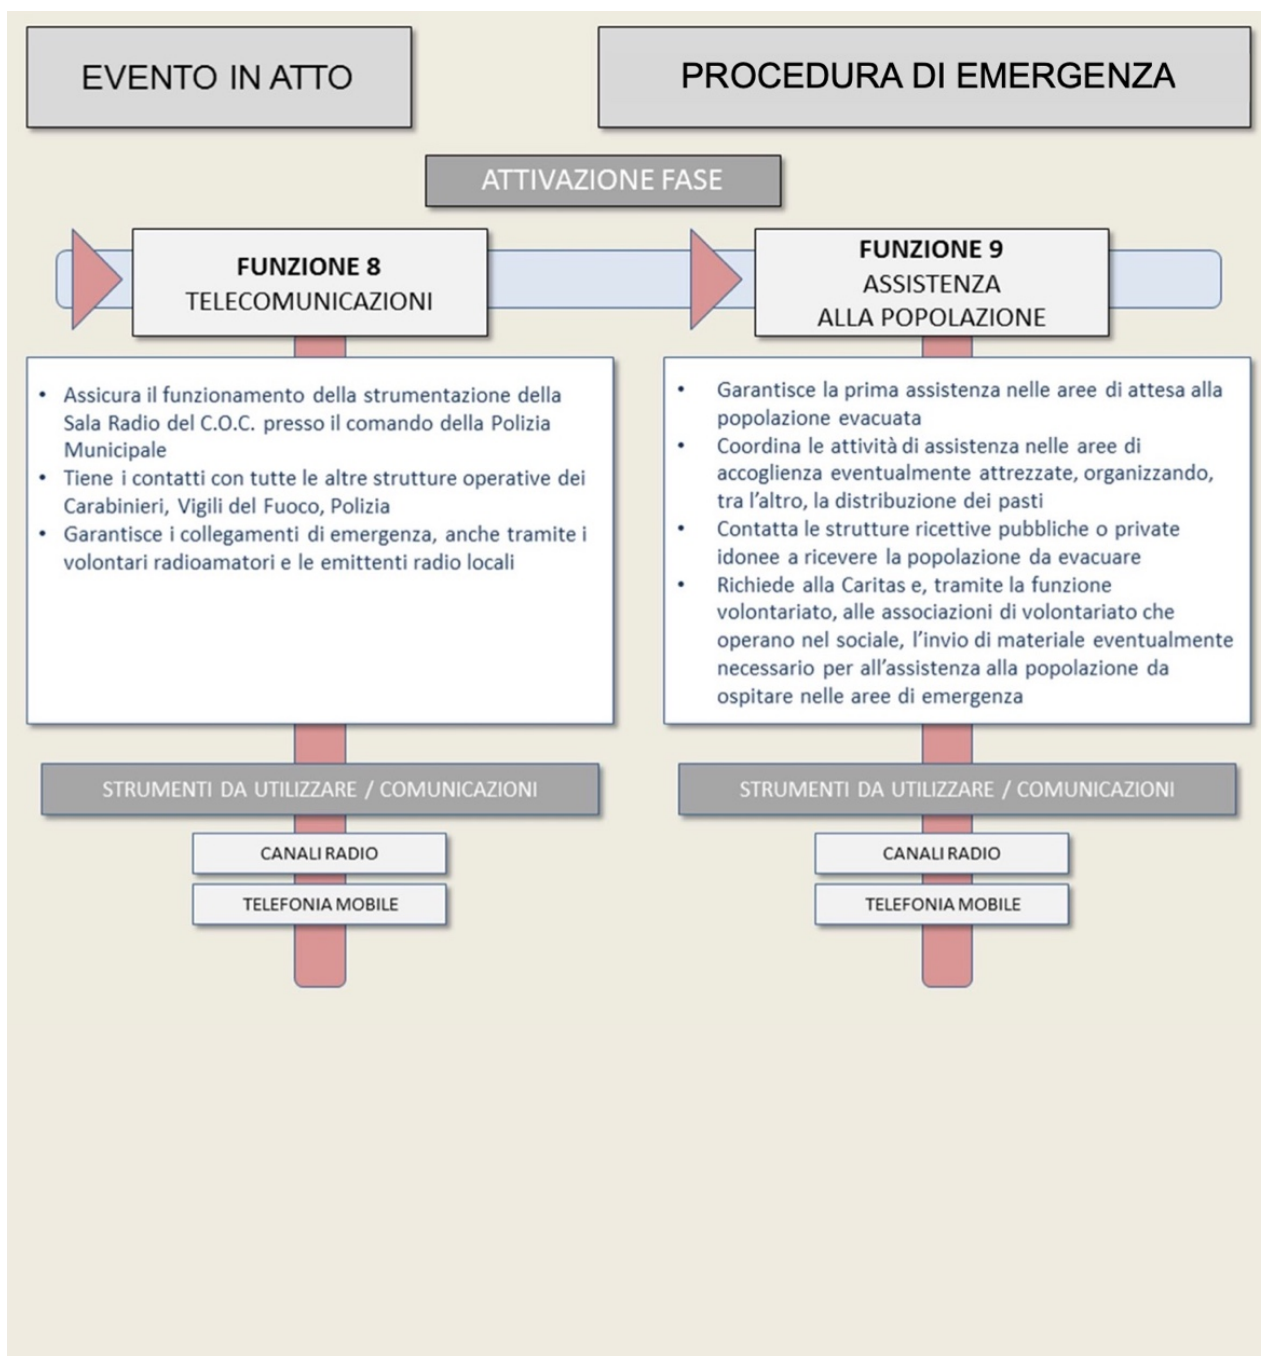 EVENTO IN ATTO
PROCEDURA DI EMERGENZA
ATTIVAZIONE FASE
FUNZIONE 8
TELECOMUNICAZIONI
• Assicura il funzionamento della strumentazione della
Sala Radio del C.O.C. presso il comando della Polizia
Municipale
• Tiene i contatti con tutte le altre strutture operative dei
Carabinieri, Vigili del Fuoco, Polizia
• Garantisce i collegamenti di emergenza, anche tramite i
volontari radioamatori e le emittenti radio locali
STRUMENTI DA UTILIZZARE / COMUNICAZIONI
CANALI RADIO
TELEFONIA MOBILE
FUNZIONE 9
ASSISTENZA
ALLA POPOLAZIONE
• Garantisce la prima assistenza nelle aree di attesa alla
popolazione evacuata
• Coordina le attività di assistenza nelle aree di
accoglienza eventualmente attrezzate, organizzando,
tra l'altro, la distribuzione dei pasti
• Contatta le strutture ricettive pubbliche o private
idonee a ricevere la popolazione da evacuare
• Richiede alla Caritas e, tramite la funzione
volontariato, alle associazioni di volontariato che
operano nel sociale, l'invio di materiale eventualmente
necessario per all'assistenza alla popolazione da
ospitare nelle aree di emergenza
STRUMENTI DA UTILIZZARE / COMUNICAZIONI
CANALI RADIO
TELEFONIA MOBILE